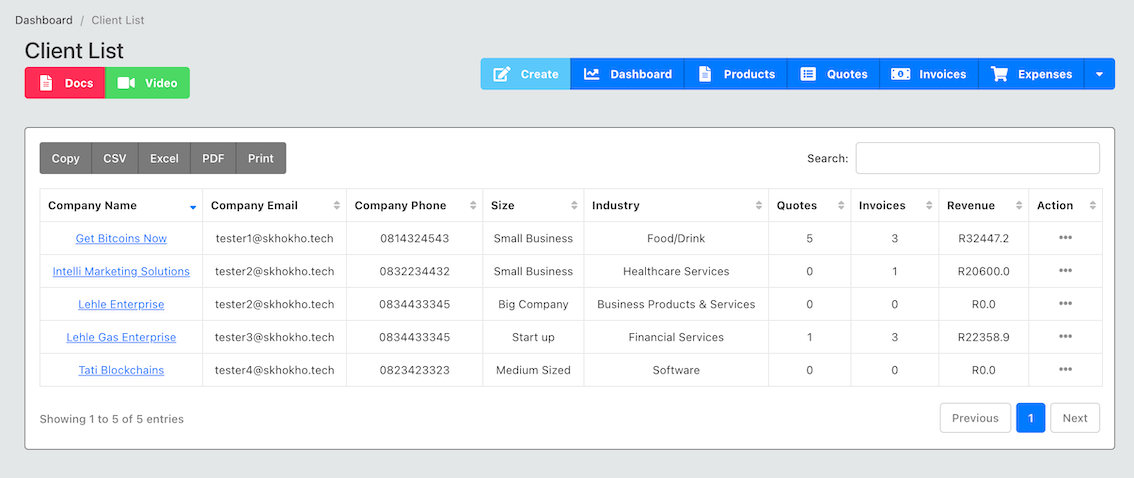 Dashboard / Client List
Client List
Docs Video
Create Dashboard Products Quotes Invoices Expenses
Copy CSV Excel PDF Print Search:
Company Name Company Email Company Phone Size Industry Quotes Invoices Revenue Action
Get Bitcoins Now tester1@skhokho.tech 0814324543 Small Business Food/Drink 5 3 R32447.2 •••
Intelli Marketing Solutions tester2@skhokho.tech 0832234432 Small Business Healthcare Services 0 1 R20600.0 •••
Lehle Enterprise tester2@skhokho.tech 0834433345 Big Company Business Products & Services 0 0 R0.0 •••
Lehle Gas Enterprise tester3@skhokho.tech 0834433345 Start up Financial Services 1 3 R22358.9 •••
Tati Blockchains tester4@skhokho.tech 0823423323 Medium Sized Software 0 0 R0.0 •••
Showing 1 to 5 of 5 entries Previous 1 Next